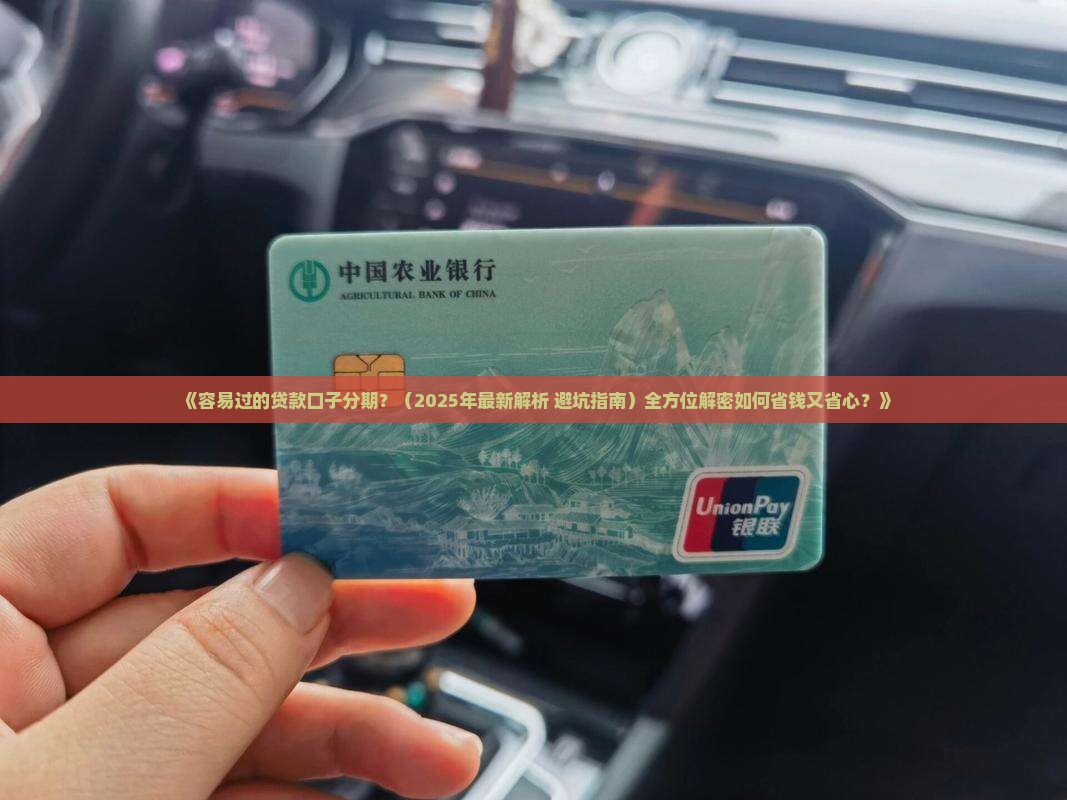 中国农业银行
AGRICULTURAL BANK OF CHINA
《容易过的贷款口子分期？（2025年最新解析 避坑指南）全方位解密如何省钱又省心？》
UnionPay
银联